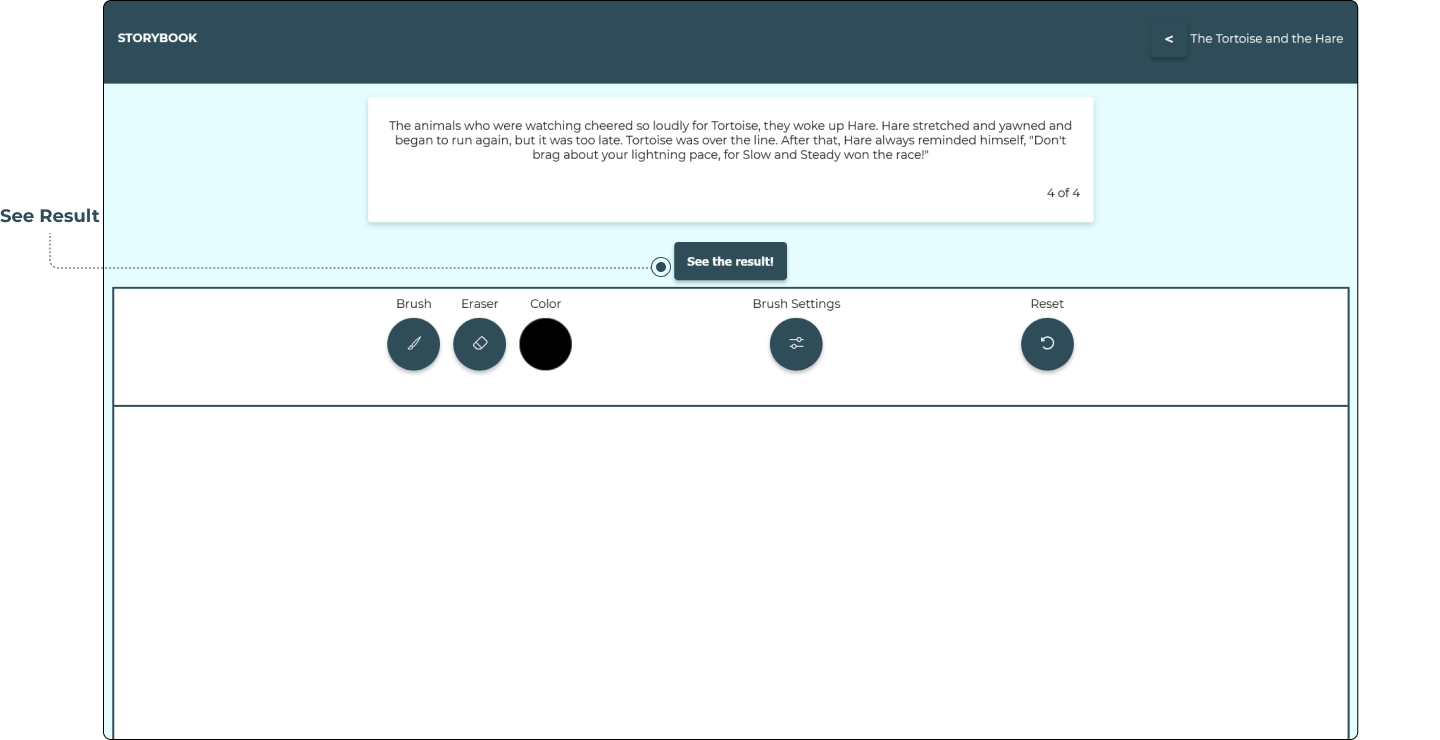 STORYBOOK
< The Tortoise and the Hare
The animals who were watching cheered so loudly for Tortoise, they woke up Hare. Hare stretched and yawned and
began to run again, but it was too late. Tortoise was over the line. After that, Hare always reminded himself, "Don't
brag about your lightning pace, for Slow and Steady won the race!"
4 of 4
See Result
See the result!
Brush Eraser Color Brush Settings Reset